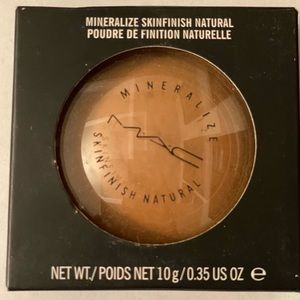 MINERALIZE SKINFINISH NATURAL
POUDRE DE FINITION NATURELLE
MINERALIZE
MAC
SKINFINISH NATURAL
NET WT./ POIDS NET 10 g / 0.35 US OZ ℮